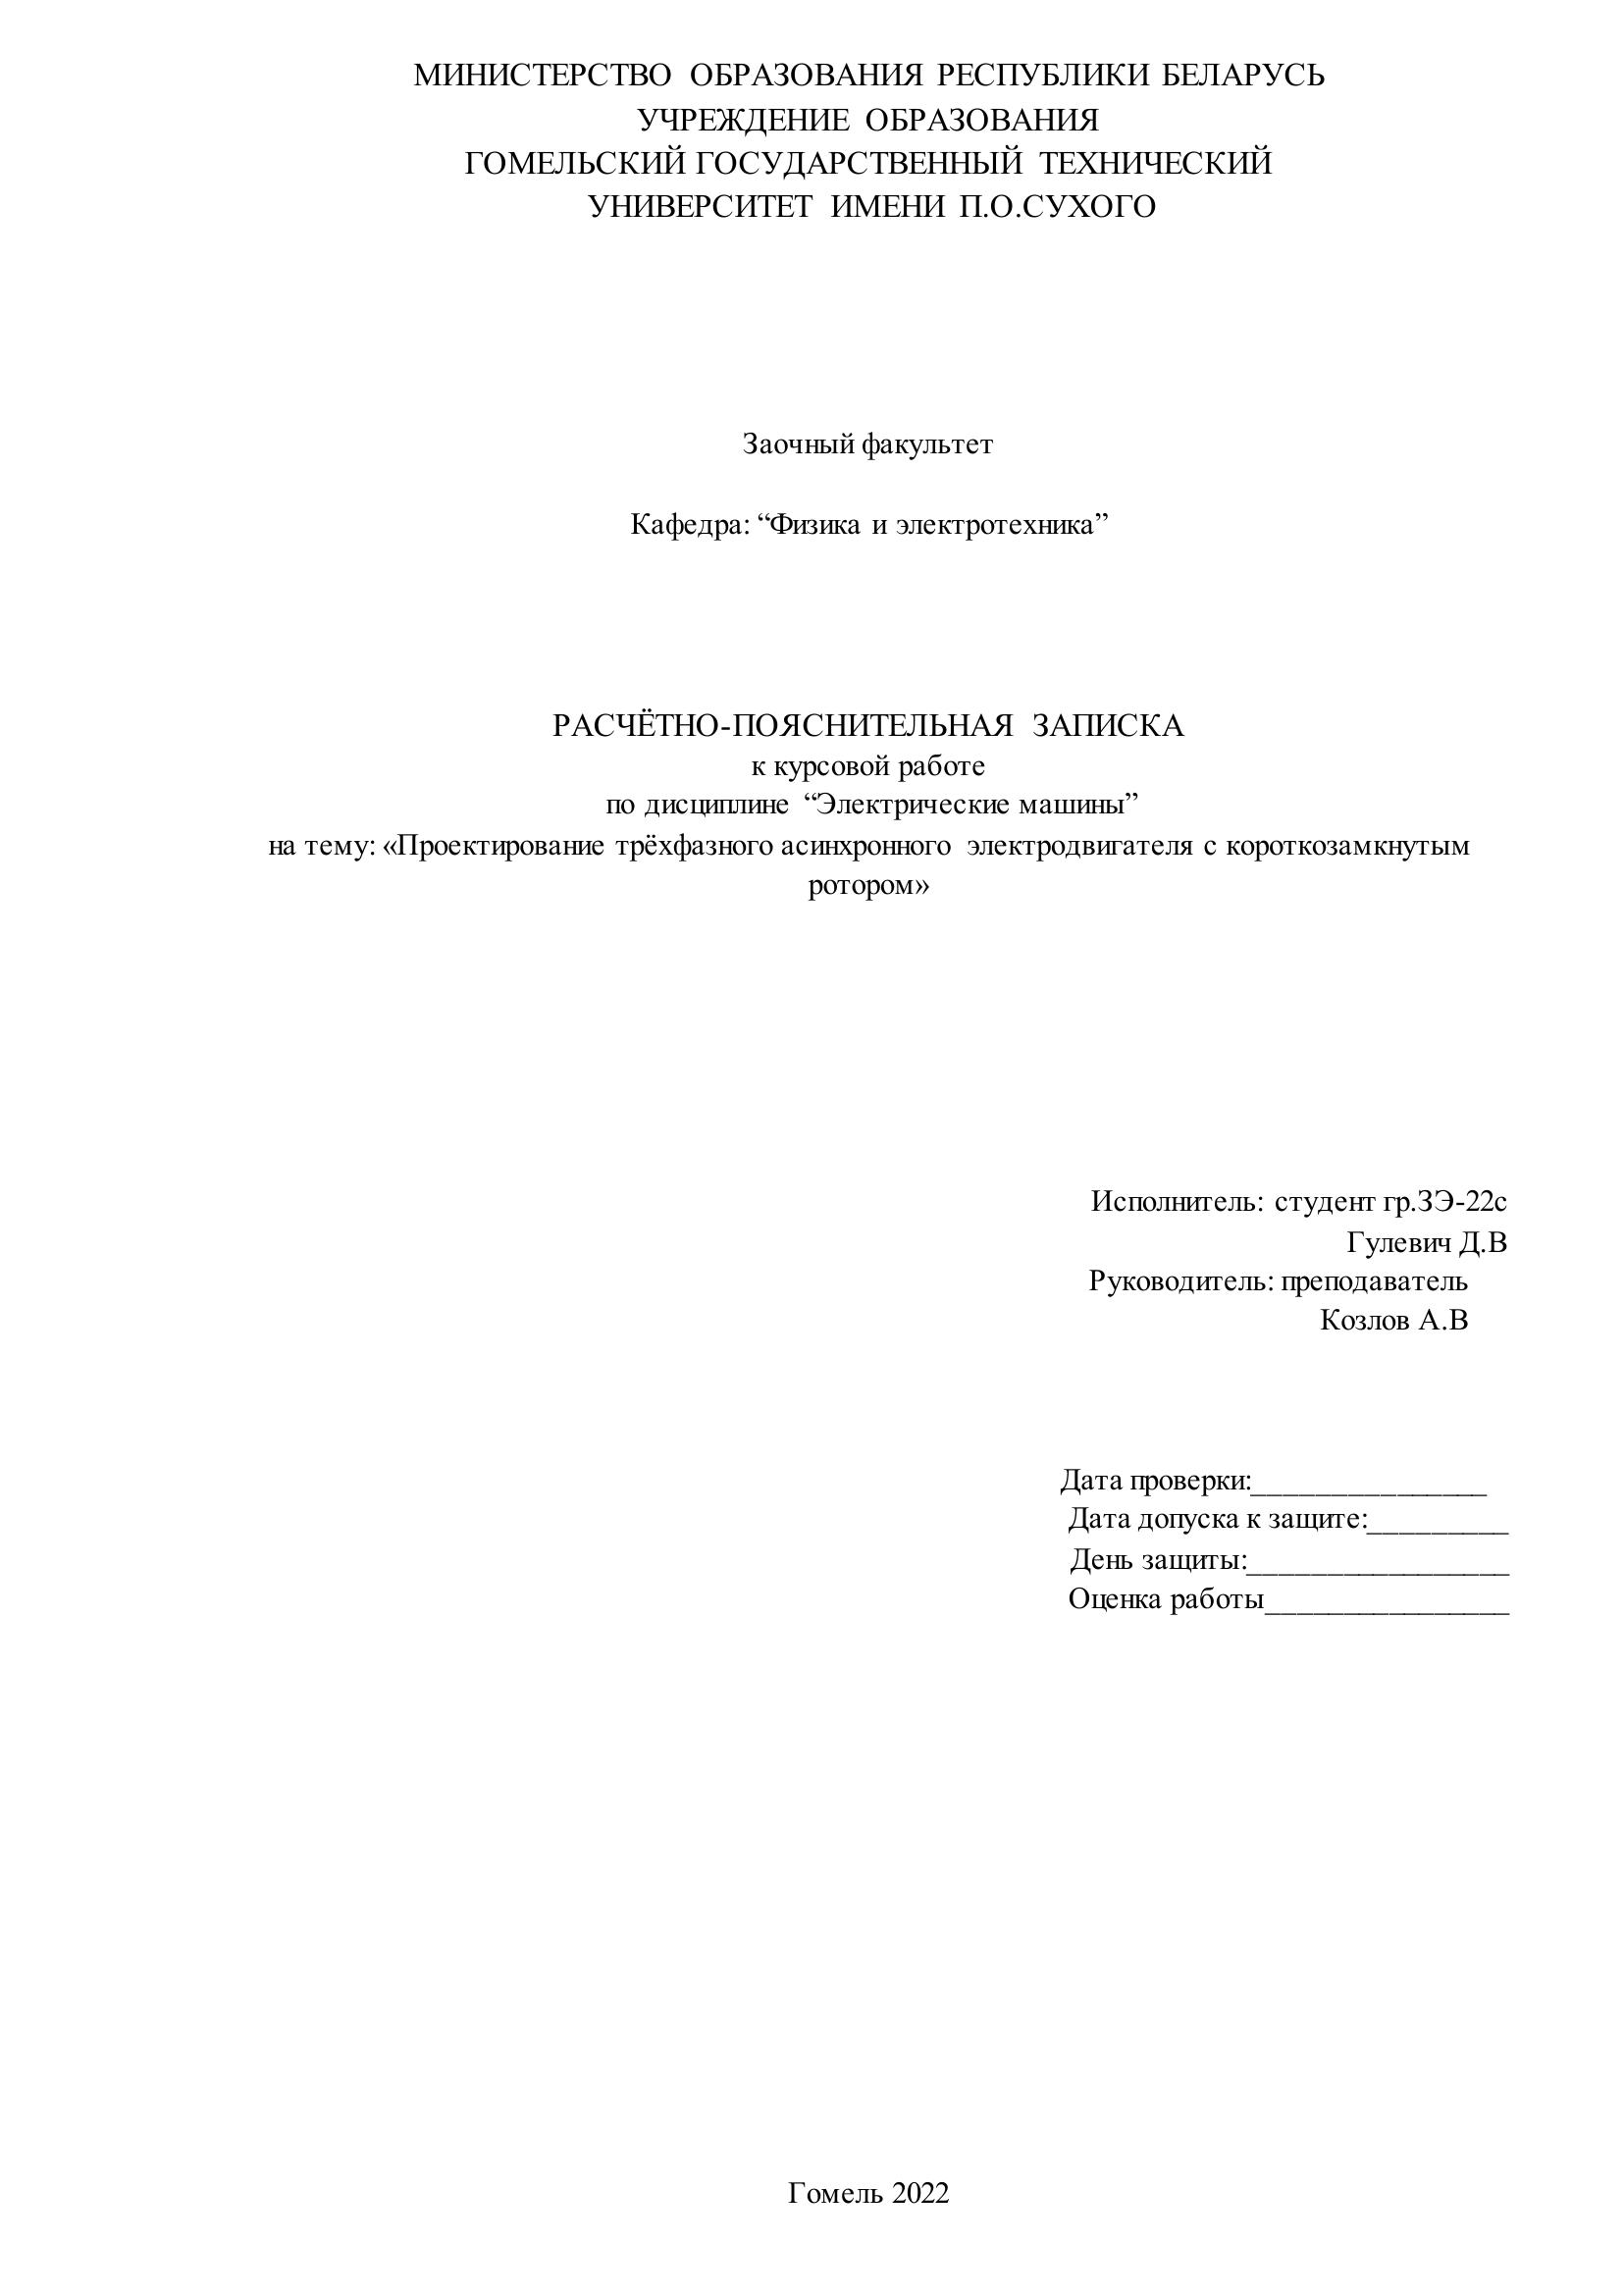 МИНИСТЕРСТВО ОБРАЗОВАНИЯ РЕСПУБЛИКИ БЕЛАРУСЬ
УЧРЕЖДЕНИЕ ОБРАЗОВАНИЯ
ГОМЕЛЬСКИЙ ГОСУДАРСТВЕННЫЙ ТЕХНИЧЕСКИЙ
УНИВЕРСИТЕТ ИМЕНИ П.О.СУХОГО
Заочный факультет
Кафедра: “Физика и электротехника”
РАСЧЁТНО-ПОЯСНИТЕЛЬНАЯ ЗАПИСКА
к курсовой работе
по дисциплине “Электрические машины”
на тему: «Проектирование трёхфазного асинхронного электродвигателя с короткозамкнутым
ротором»
Исполнитель: студент гр.ЗЭ-22с
Гулевич Д.В
Руководитель: преподаватель
Козлов А.В
Дата проверки:_______________
Дата допуска к защите:_________
День защиты:_________________
Оценка работы________________
Гомель 2022